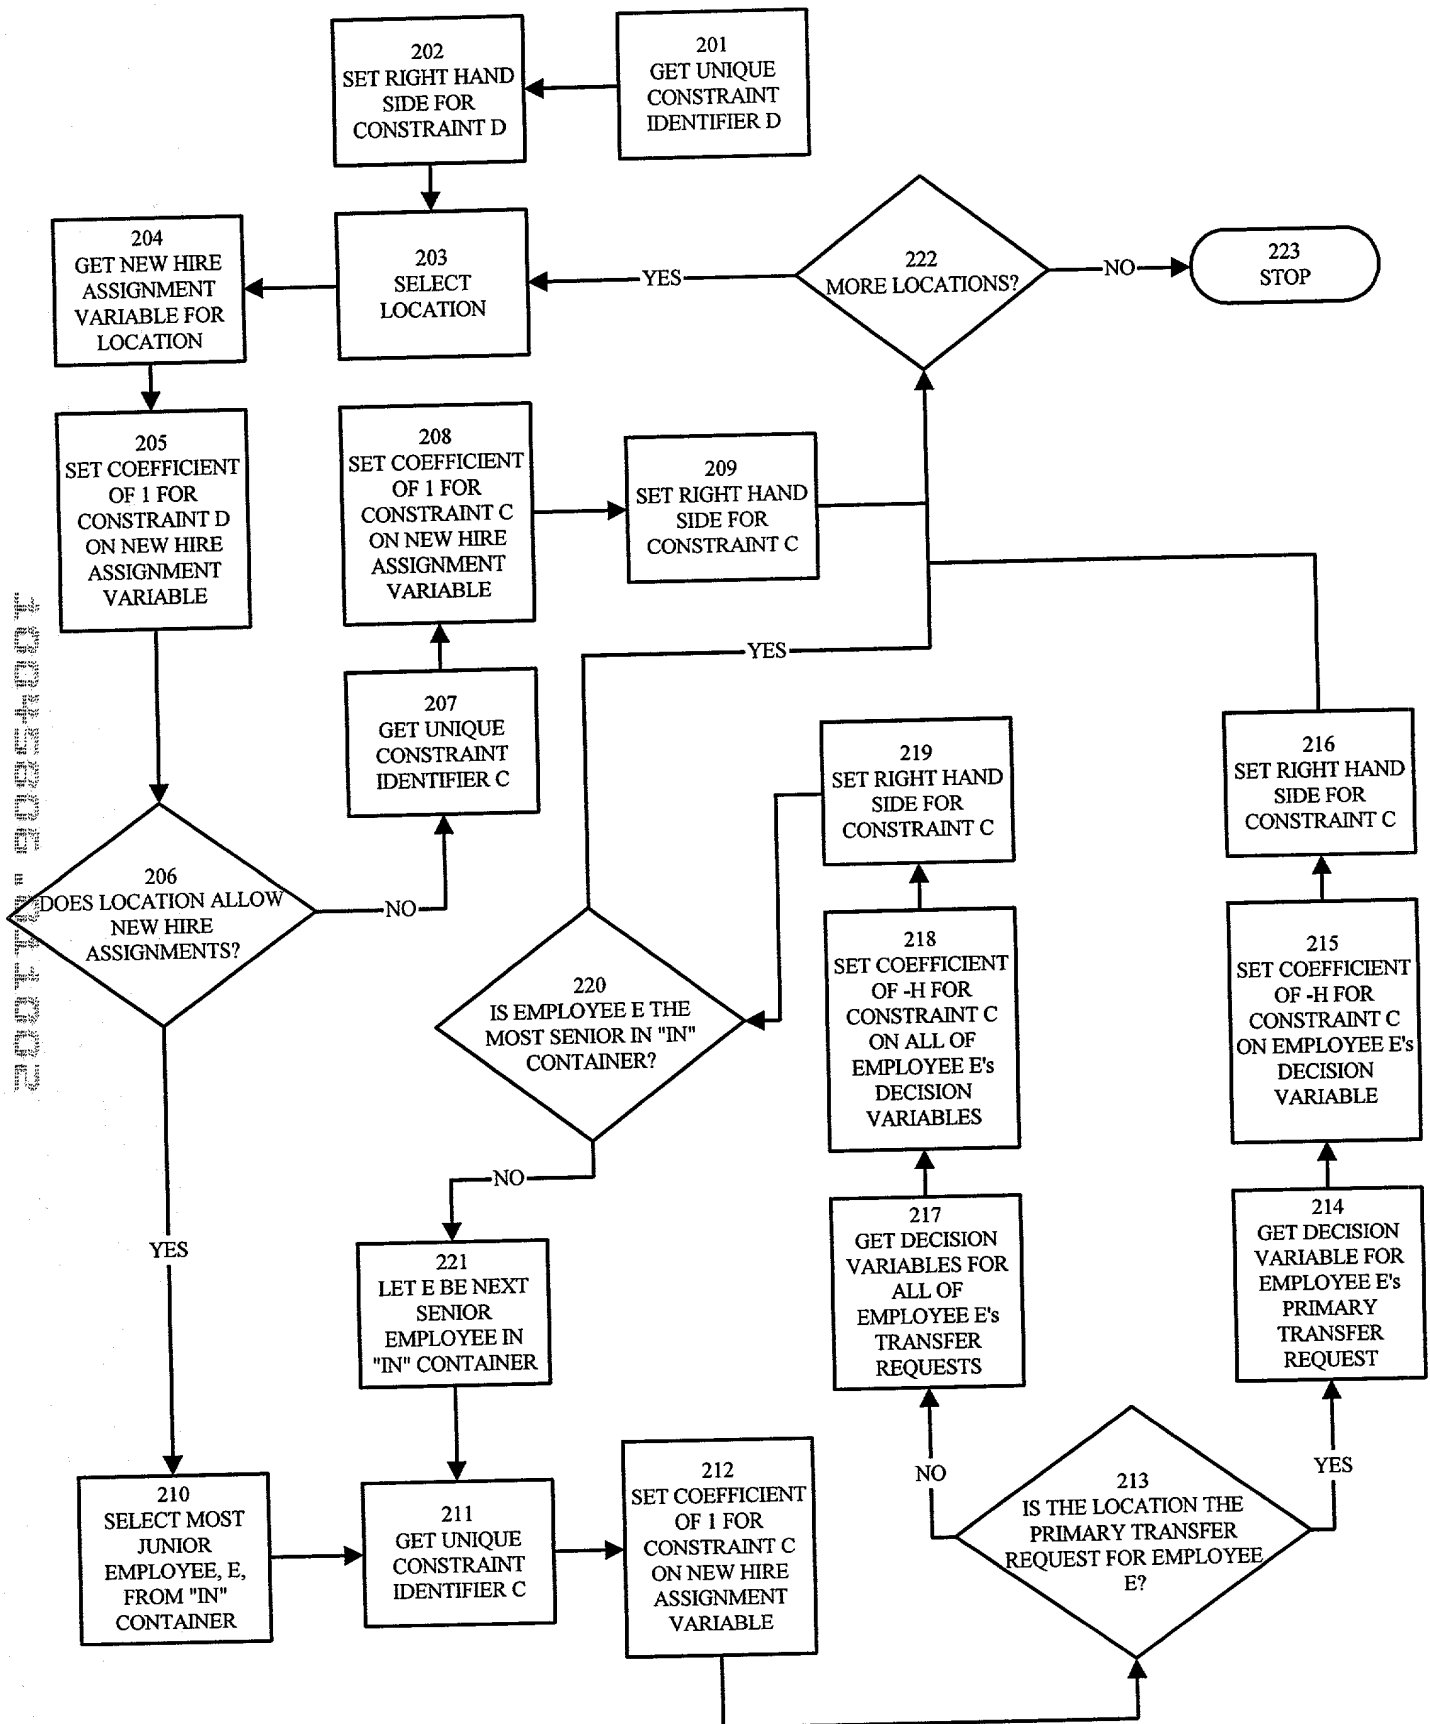 202
SET RIGHT HAND
SIDE FOR
CONSTRAINT D
201
GET UNIQUE
CONSTRAINT
IDENTIFIER D
204
GET NEW HIRE
ASSIGNMENT
VARIABLE FOR
LOCATION
203
SELECT
LOCATION
YES
222
MORE LOCATIONS?
NO
223
STOP
205
SET COEFFICIENT
OF 1 FOR
CONSTRAINT D
ON NEW HIRE
ASSIGNMENT
VARIABLE
208
SET COEFFICIENT
OF 1 FOR
CONSTRAINT C
ON NEW HIRE
ASSIGNMENT
VARIABLE
209
SET RIGHT HAND
SIDE FOR
CONSTRAINT C
YES
207
GET UNIQUE
CONSTRAINT
IDENTIFIER C
219
SET RIGHT HAND
SIDE FOR
CONSTRAINT C
216
SET RIGHT HAND
SIDE FOR
CONSTRAINT C
206
DOES LOCATION ALLOW
NEW HIRE
ASSIGNMENTS?
NO
220
IS EMPLOYEE E THE
MOST SENIOR IN "IN"
CONTAINER?
218
SET COEFFICIENT
OF -H FOR
CONSTRAINT C
ON ALL OF
EMPLOYEE E's
DECISION
VARIABLES
215
SET COEFFICIENT
OF -H FOR
CONSTRAINT C
ON EMPLOYEE E's
DECISION
VARIABLE
NO
YES
221
LET E BE NEXT
SENIOR
EMPLOYEE IN
"IN" CONTAINER
217
GET DECISION
VARIABLES FOR
ALL OF
EMPLOYEE E's
TRANSFER
REQUESTS
214
GET DECISION
VARIABLE FOR
EMPLOYEE E's
PRIMARY
TRANSFER
REQUEST
210
SELECT MOST
JUNIOR
EMPLOYEE, E,
FROM "IN"
CONTAINER
211
GET UNIQUE
CONSTRAINT
IDENTIFIER C
212
SET COEFFICIENT
OF 1 FOR
CONSTRAINT C
ON NEW HIRE
ASSIGNMENT
VARIABLE
NO
213
IS THE LOCATION THE
PRIMARY TRANSFER
REQUEST FOR EMPLOYEE
E?
YES